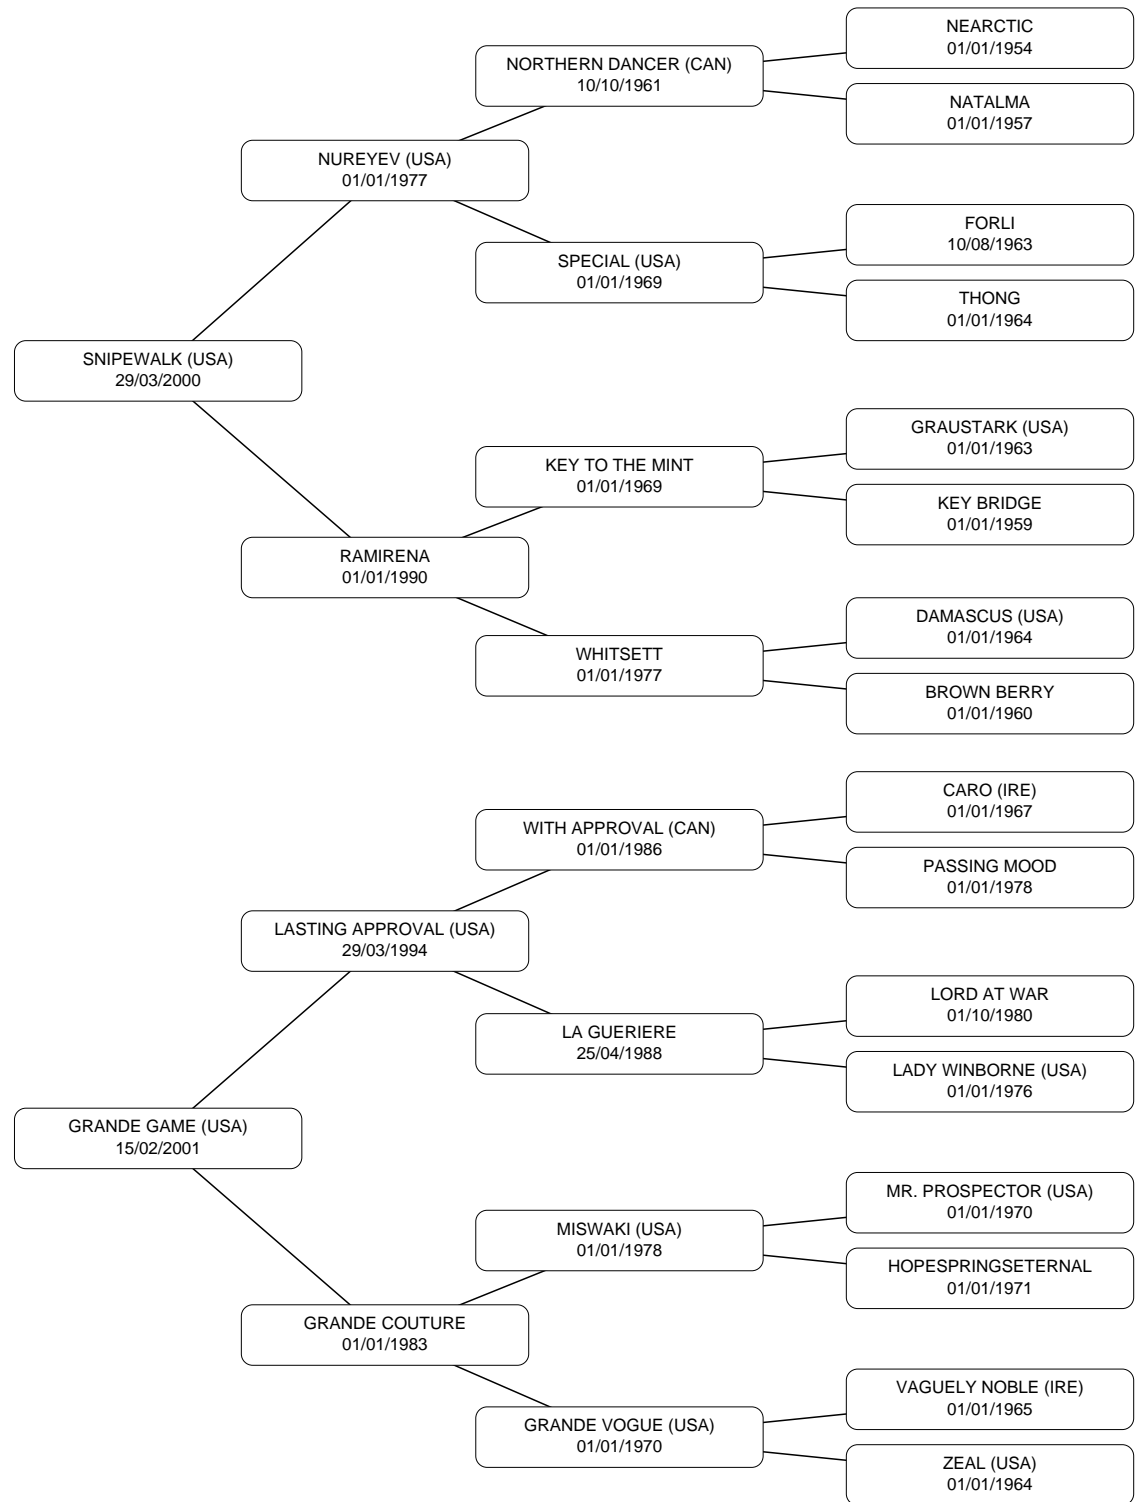 NEARCTIC
01/01/1954
NORTHERN DANCER (CAN)
10/10/1961
NATALMA
01/01/1957
NUREYEV (USA)
01/01/1977
FORLI
10/08/1963
SPECIAL (USA)
01/01/1969
THONG
01/01/1964
SNIPEWALK (USA)
29/03/2000
GRAUSTARK (USA)
01/01/1963
KEY TO THE MINT
01/01/1969
KEY BRIDGE
01/01/1959
RAMIRENA
01/01/1990
DAMASCUS (USA)
01/01/1964
WHITSETT
01/01/1977
BROWN BERRY
01/01/1960
CARO (IRE)
01/01/1967
WITH APPROVAL (CAN)
01/01/1986
PASSING MOOD
01/01/1978
LASTING APPROVAL (USA)
29/03/1994
LORD AT WAR
01/10/1980
LA GUERIERE
25/04/1988
LADY WINBORNE (USA)
01/01/1976
GRANDE GAME (USA)
15/02/2001
MR. PROSPECTOR (USA)
01/01/1970
MISWAKI (USA)
01/01/1978
HOPESPRINGSETERNAL
01/01/1971
GRANDE COUTURE
01/01/1983
VAGUELY NOBLE (IRE)
01/01/1965
GRANDE VOGUE (USA)
01/01/1970
ZEAL (USA)
01/01/1964